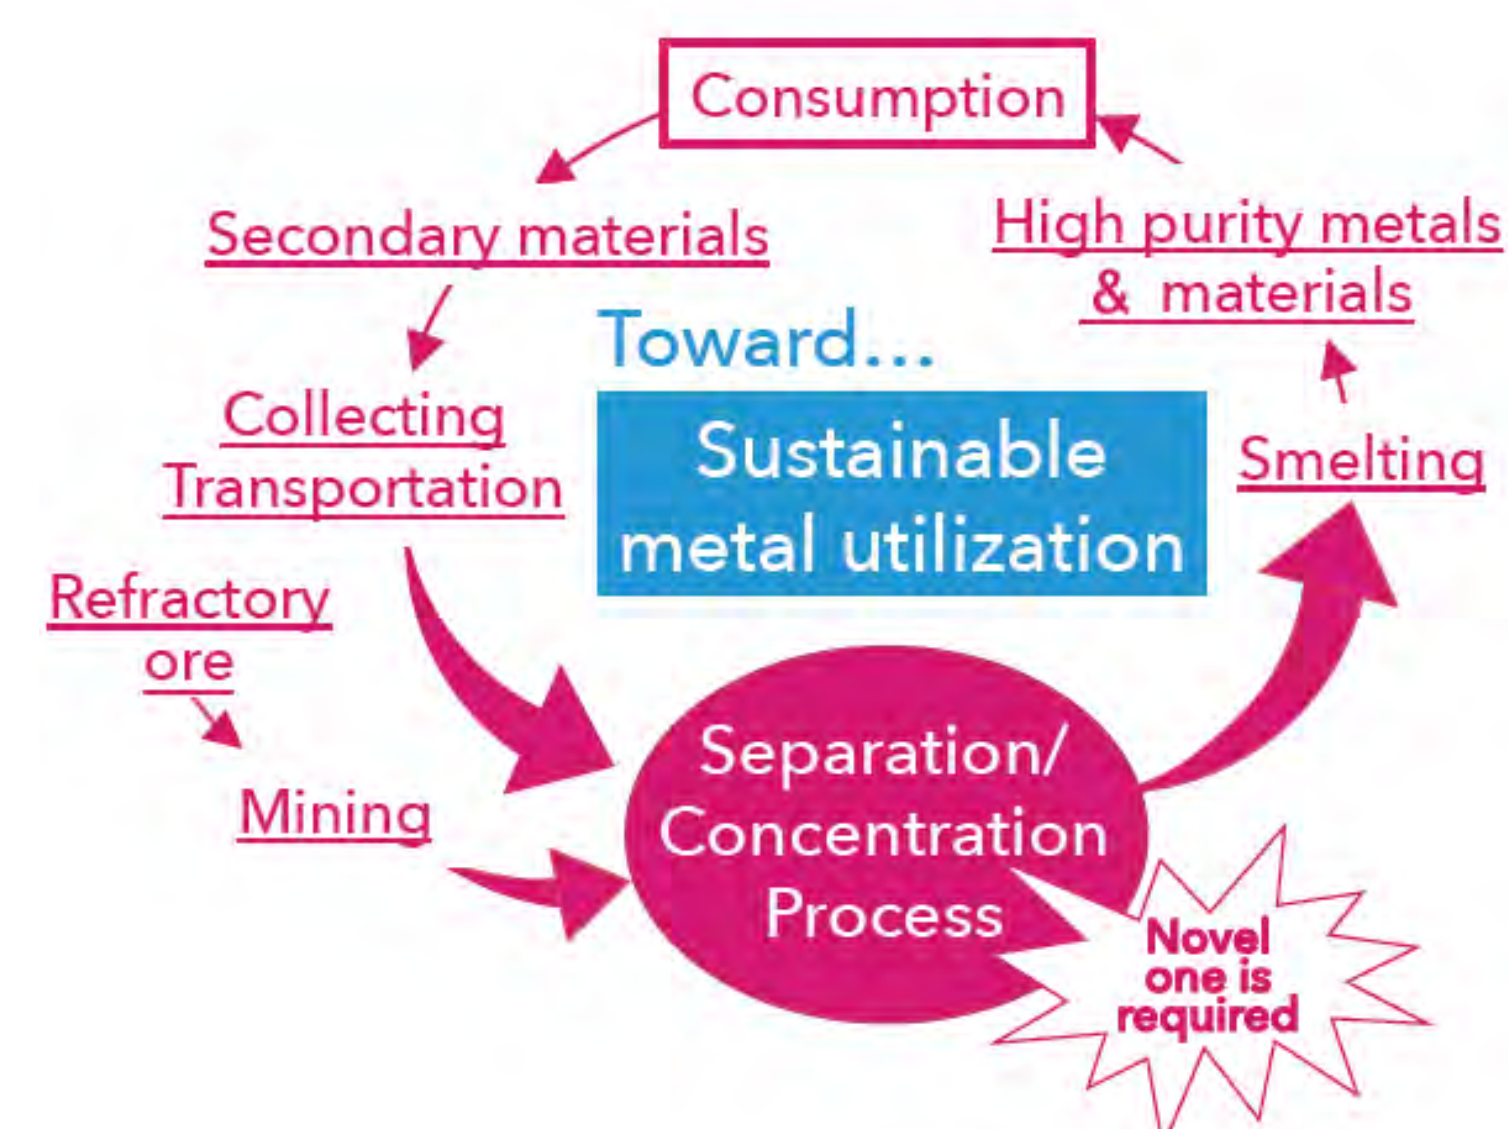 Consumption
Secondary materials
High purity metals
& materials
Toward...
Collecting
Transportation
Sustainable
metal utilization
Smelting
Refractory
ore
Mining
Separation/
Concentration
Process
Novel
one is
required